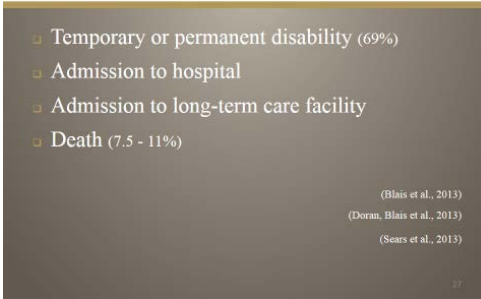 Temporary or permanent disability (69%)
Admission to hospital
Admission to long-term care facility
Death (7.5 - 11%)
(Blais et al., 2013)
(Doran, Blais et al., 2013)
(Sears et al., 2013)
27